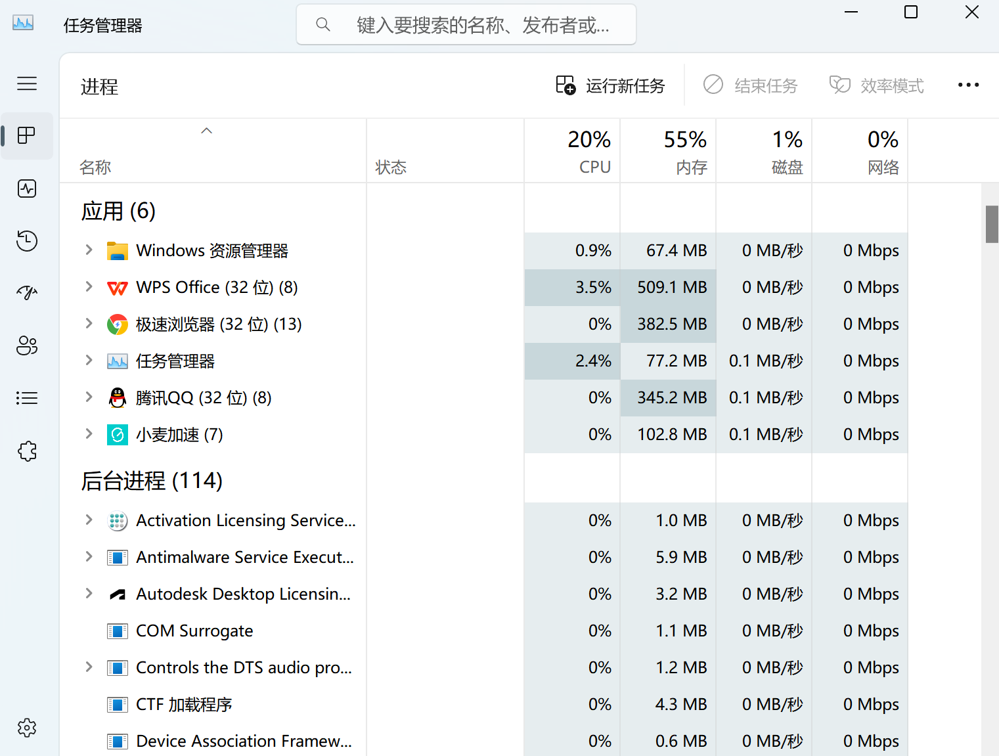 任务管理器
键入要搜索的名称、发布者或...
进程
运行新任务
结束任务
效率模式
名称
状态
20%
CPU
55%
内存
1%
磁盘
0%
网络
应用 (6)
Windows 资源管理器 0.9% 67.4 MB 0 MB/秒 0 Mbps
WPS Office (32 位) (8) 3.5% 509.1 MB 0 MB/秒 0 Mbps
极速浏览器 (32 位) (13) 0% 382.5 MB 0 MB/秒 0 Mbps
任务管理器 2.4% 77.2 MB 0.1 MB/秒 0 Mbps
腾讯QQ (32 位) (8) 0% 345.2 MB 0.1 MB/秒 0 Mbps
小麦加速 (7) 0% 102.8 MB 0.1 MB/秒 0 Mbps
后台进程 (114)
Activation Licensing Service... 0% 1.0 MB 0 MB/秒 0 Mbps
Antimalware Service Execut... 0% 5.9 MB 0 MB/秒 0 Mbps
Autodesk Desktop Licensin... 0% 3.2 MB 0 MB/秒 0 Mbps
COM Surrogate 0% 1.1 MB 0 MB/秒 0 Mbps
Controls the DTS audio pro... 0% 1.2 MB 0 MB/秒 0 Mbps
CTF 加载程序 0% 4.3 MB 0 MB/秒 0 Mbps
Device Association Framew... 0% 0.6 MB 0 MB/秒 0 Mbps